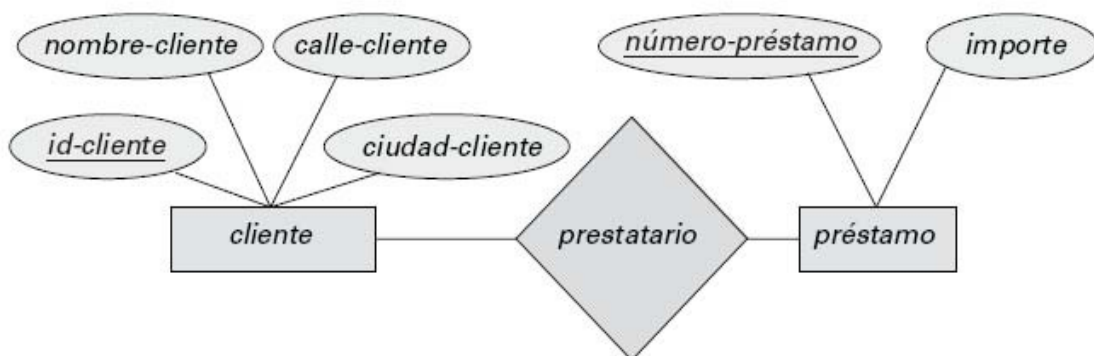 nombre-cliente
calle-cliente
número-préstamo
importe
id-cliente
ciudad-cliente
cliente
prestatario
préstamo